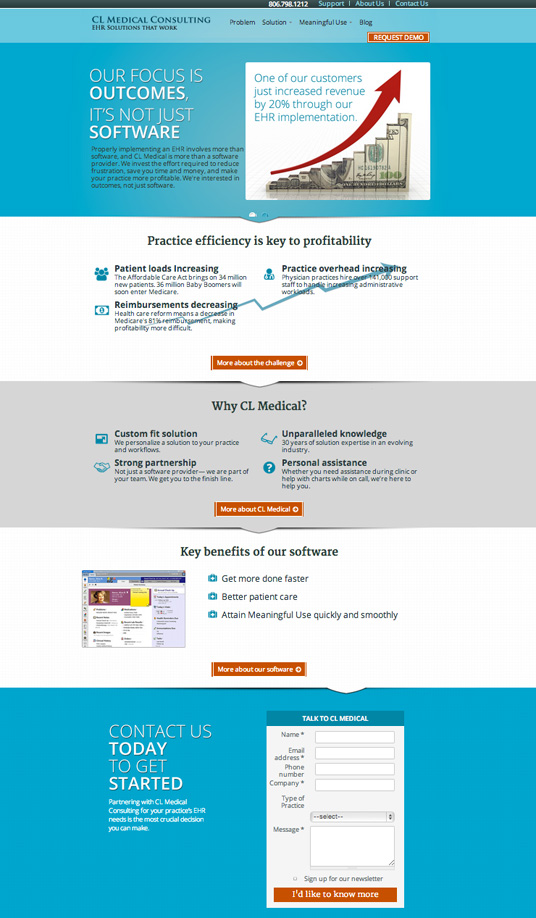 806.798.1212 Support | About Us | Contact Us
CL Medical Consulting
EHR Solutions that work
Problem Solution Meaningful Use Blog
REQUEST DEMO
OUR FOCUS IS
OUTCOMES,
IT'S NOT JUST
SOFTWARE
Properly implementing an EHR involves more than
software, and CL Medical is more than a software
provider. We invest the effort required to reduce
frustration, save you time and money, and make
your practice more profitable. We're interested in
outcomes, not just software.
One of our customers
just increased revenue
by 20% through our
EHR implementation.
100
Practice efficiency is key to profitability
Patient loads Increasing
The Affordable Care Act brings on 34 million
new patients. 36 million Baby Boomers will
soon enter Medicare.
Practice overhead increasing
Physician practices hire over 141,000 support
staff to handle increasing administrative
workloads.
Reimbursements decreasing
Health care reform means a decrease in
Medicare's 81% reimbursement, making
profitability more difficult.
More about the challenge
Why CL Medical?
Custom fit solution
We personalize a solution to your practice
and workflows.
Unparalleled knowledge
30 years of solution expertise in an evolving
industry.
Strong partnership
Not just a software provider— we are part of
your team. We get you to the finish line.
Personal assistance
Whether you need assistance during clinic or
help with charts while on call, we're here to
help you.
More about CL Medical
Key benefits of our software
Get more done faster
Better patient care
Attain Meaningful Use quickly and smoothly
More about our software
CONTACT US
TODAY
TO GET
STARTED
Partnering with CL Medical
Consulting for your practice's EHR
needs is the most crucial decision
you can make.
TALK TO CL MEDICAL
Name *
Email
address *
Phone
number
Company *
Type of
Practice
--select--
Message *
Sign up for our newsletter
I'd like to know more